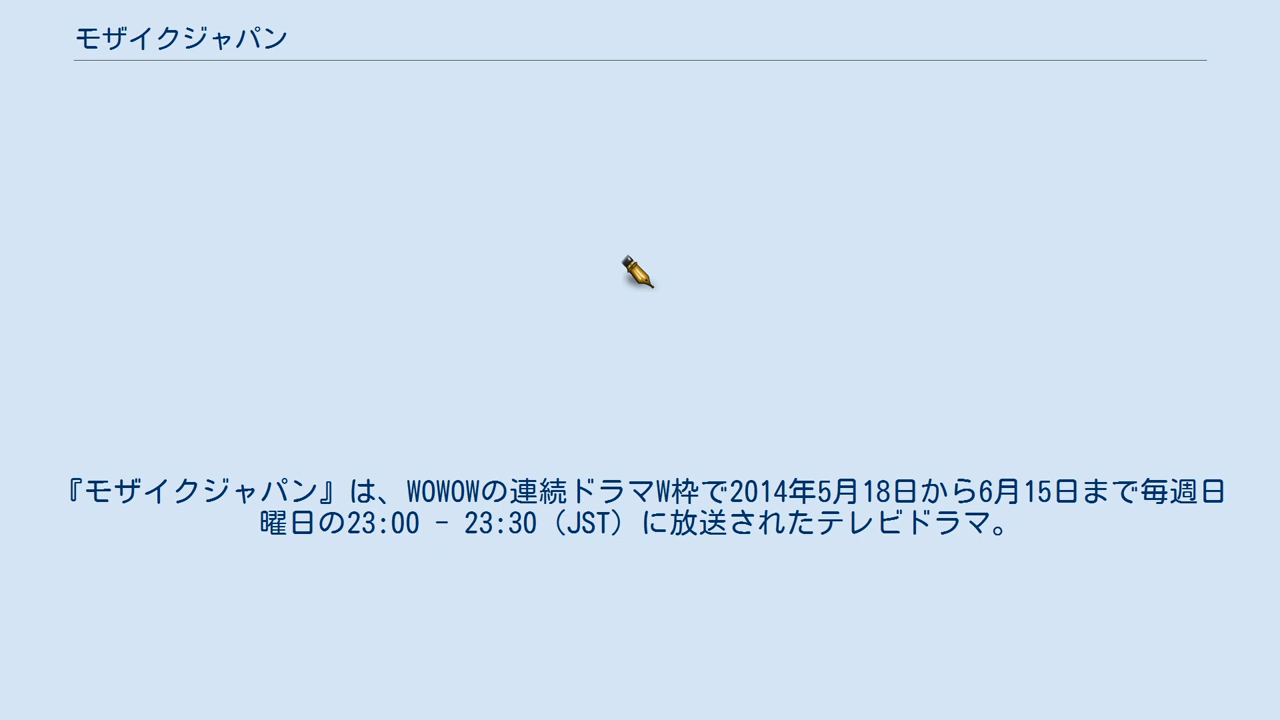 モザイクジャパン
『モザイクジャパン』は、WOWOWの連続ドラマW枠で2014年5月18日から6月15日まで毎週日
曜日の23:00 - 23:30（JST）に放送されたテレビドラマ。